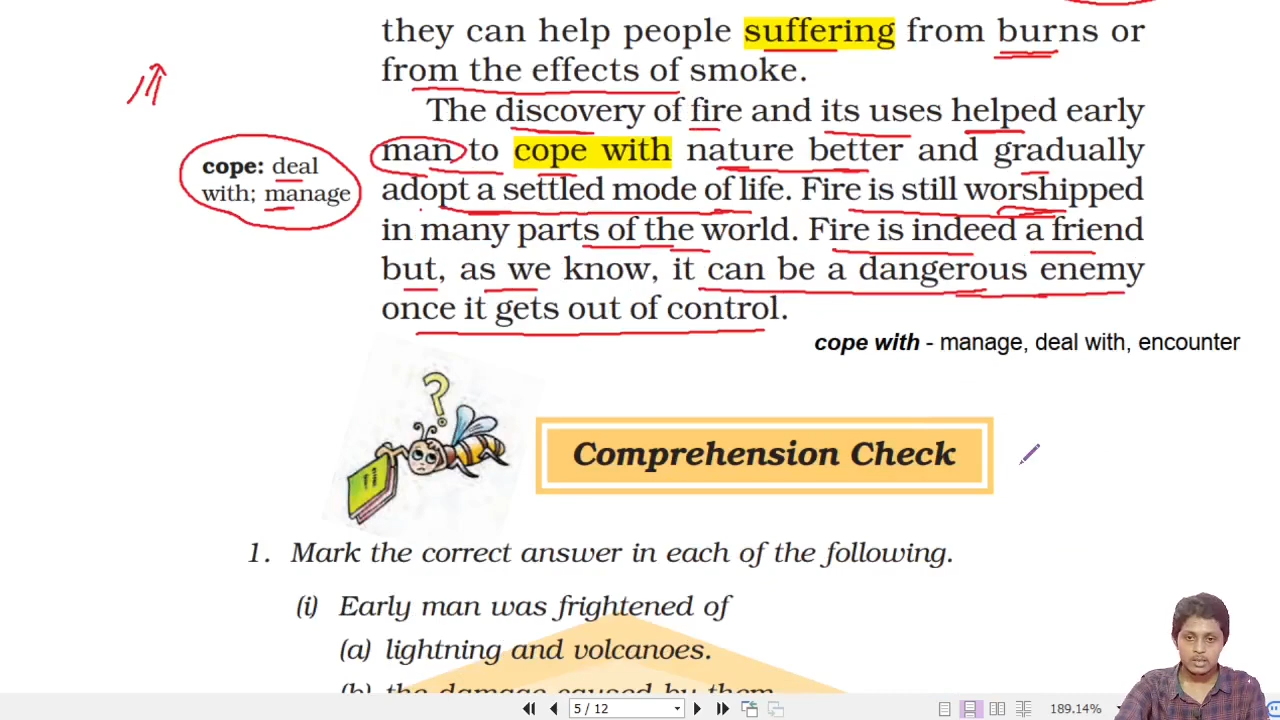 they can help people suffering from burns or
from the effects of smoke.
The discovery of fire and its uses helped early
man to cope with nature better and gradually
adopt a settled mode of life. Fire is still worshipped
in many parts of the world. Fire is indeed a friend
but, as we know, it can be a dangerous enemy
once it gets out of control.
cope: deal
with; manage
cope with - manage, deal with, encounter
?
Comprehension Check
1. Mark the correct answer in each of the following.
(i) Early man was frightened of
(a) lightning and volcanoes.
(b) the damage caused by them
5 / 12
189.14%